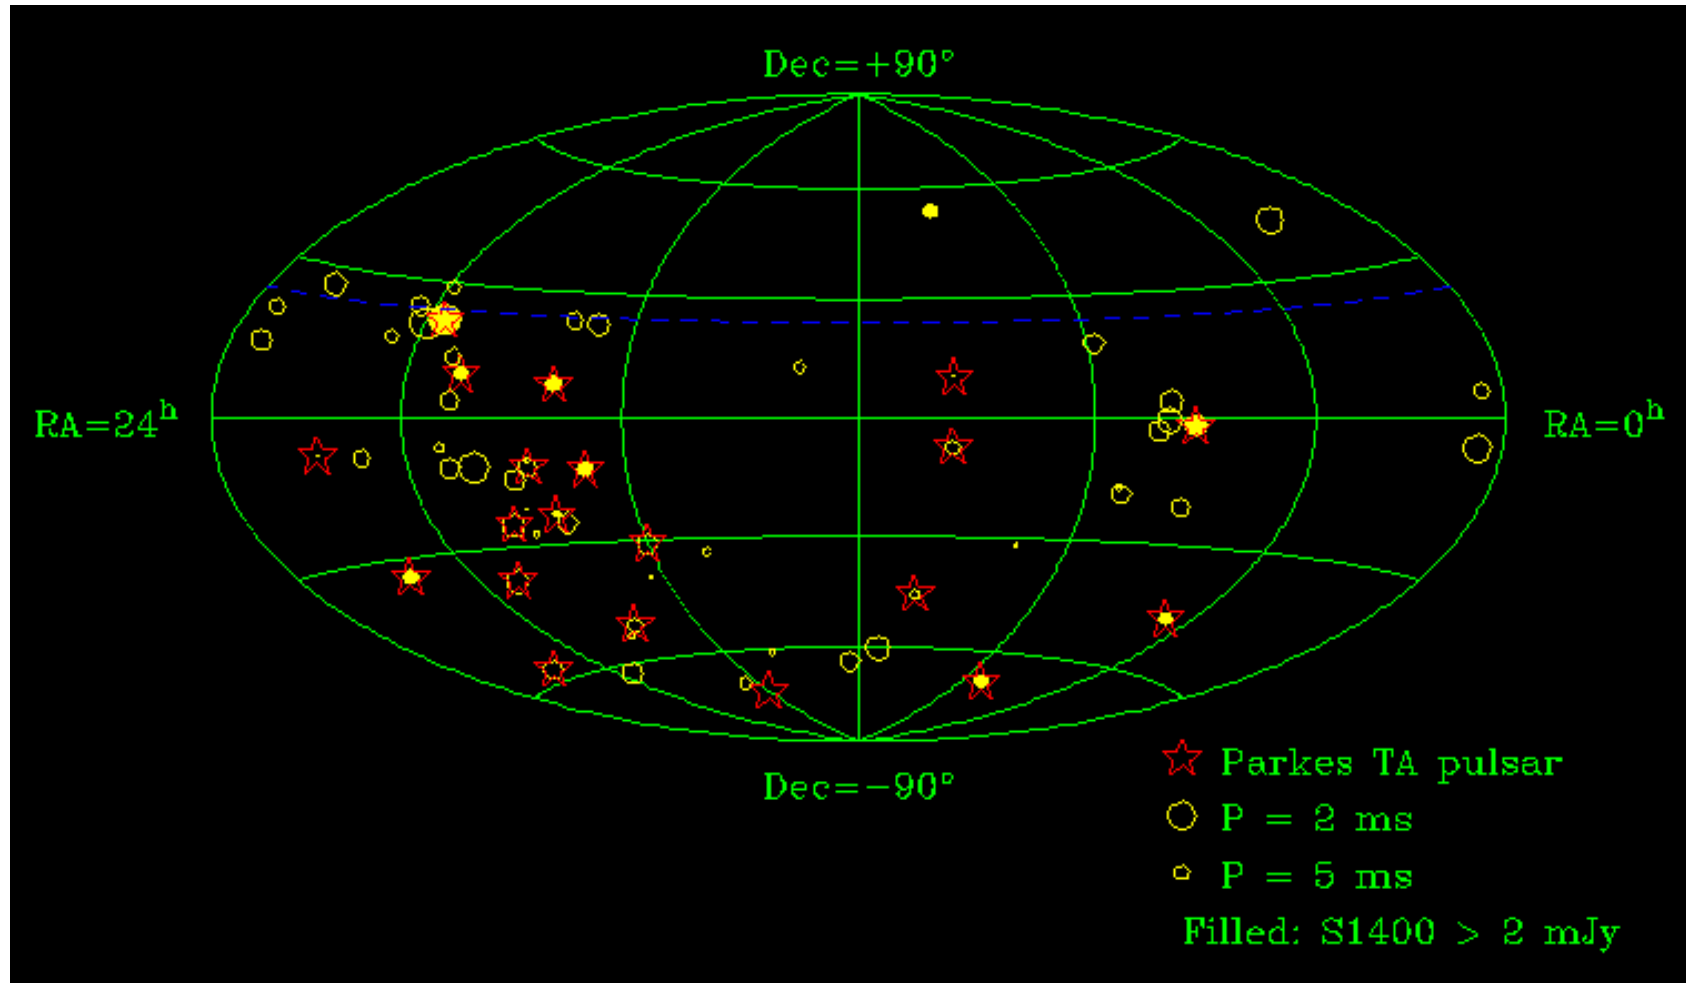 Dec=+90°
RA=24ʰ
RA=0ʰ
Dec=−90°
Parkes TA pulsar
P = 2 ms
P = 5 ms
Filled: S1400 > 2 mJy